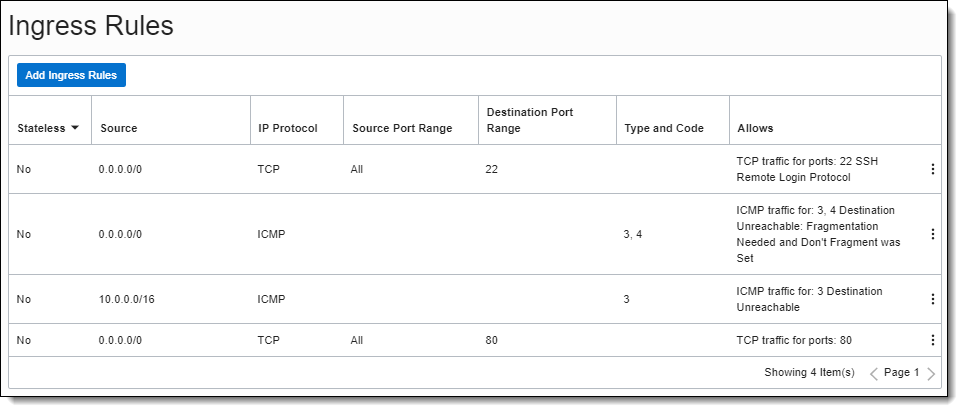 Ingress Rules
Add Ingress Rules
Stateless Source IP Protocol Source Port Range Destination Port Range Type and Code Allows
No 0.0.0.0/0 TCP All 22 TCP traffic for ports: 22 SSH
Remote Login Protocol
No 0.0.0.0/0 ICMP 3, 4 ICMP traffic for: 3, 4 Destination
Unreachable: Fragmentation
Needed and Don't Fragment was
Set
No 10.0.0.0/16 ICMP 3 ICMP traffic for: 3 Destination
Unreachable
No 0.0.0.0/0 TCP All 80 TCP traffic for ports: 80
Showing 4 Item(s) Page 1